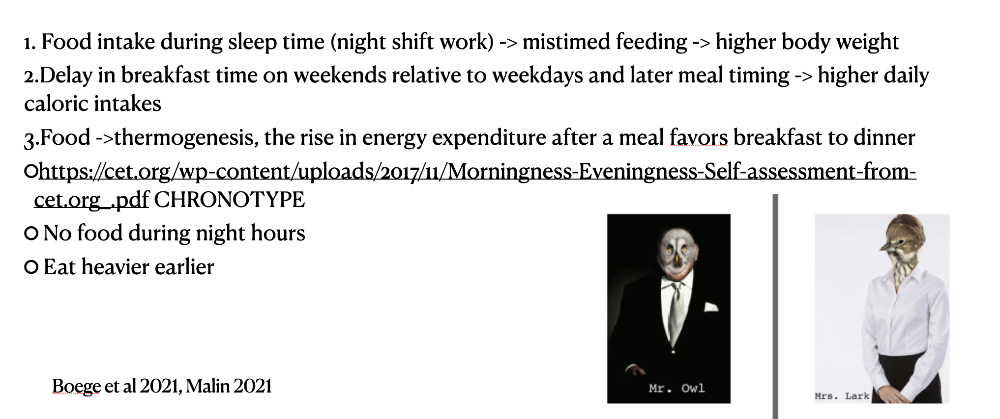 1. Food intake during sleep time (night shift work) -> mistimed feeding -> higher body weight
2.Delay in breakfast time on weekends relative to weekdays and later meal timing -> higher daily
caloric intakes
3.Food ->thermogenesis, the rise in energy expenditure after a meal favors breakfast to dinner
https://cet.org/wp-content/uploads/2017/11/Morningness-Eveningness-Self-assessment-from-
cet.org_.pdf CHRONOTYPE
No food during night hours
Eat heavier earlier
Boege et al 2021, Malin 2021
Mr. Owl
Mrs. Lark